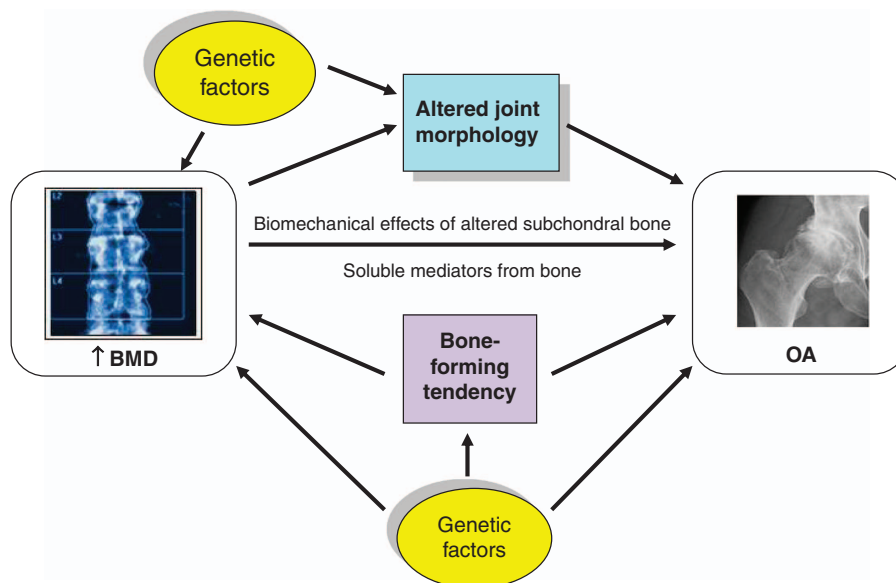 Genetic
factors
Altered joint
morphology
L2
L3
L4
↑ BMD
Biomechanical effects of altered subchondral bone
Soluble mediators from bone
Bone-
forming
tendency
OA
Genetic
factors